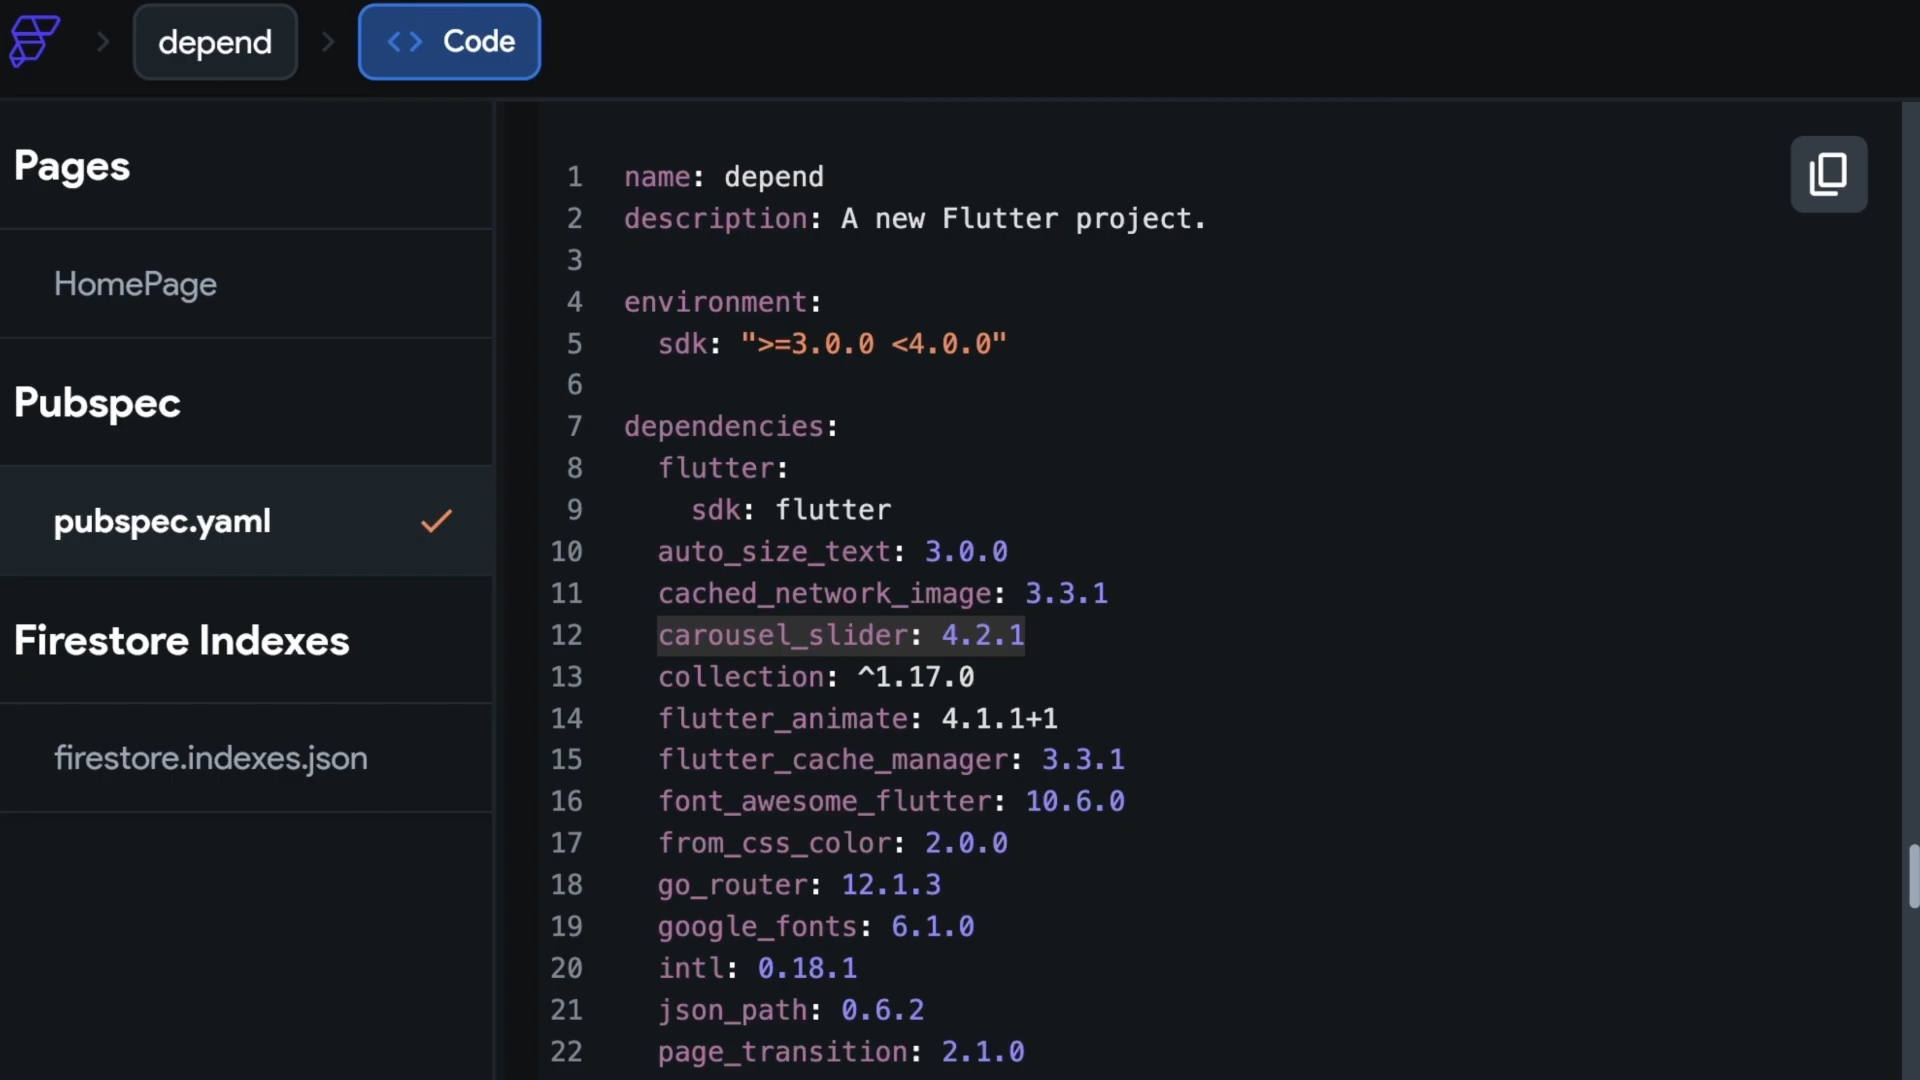 depend
<> Code
Pages
HomePage
Pubspec
pubspec.yaml
Firestore Indexes
firestore.indexes.json
1 name: depend
2 description: A new Flutter project.
3
4 environment:
5 sdk: ">=3.0.0 <4.0.0"
6
7 dependencies:
8 flutter:
9 sdk: flutter
10 auto_size_text: 3.0.0
11 cached_network_image: 3.3.1
12 carousel_slider: 4.2.1
13 collection: ^1.17.0
14 flutter_animate: 4.1.1+1
15 flutter_cache_manager: 3.3.1
16 font_awesome_flutter: 10.6.0
17 from_css_color: 2.0.0
18 go_router: 12.1.3
19 google_fonts: 6.1.0
20 intl: 0.18.1
21 json_path: 0.6.2
22 page_transition: 2.1.0